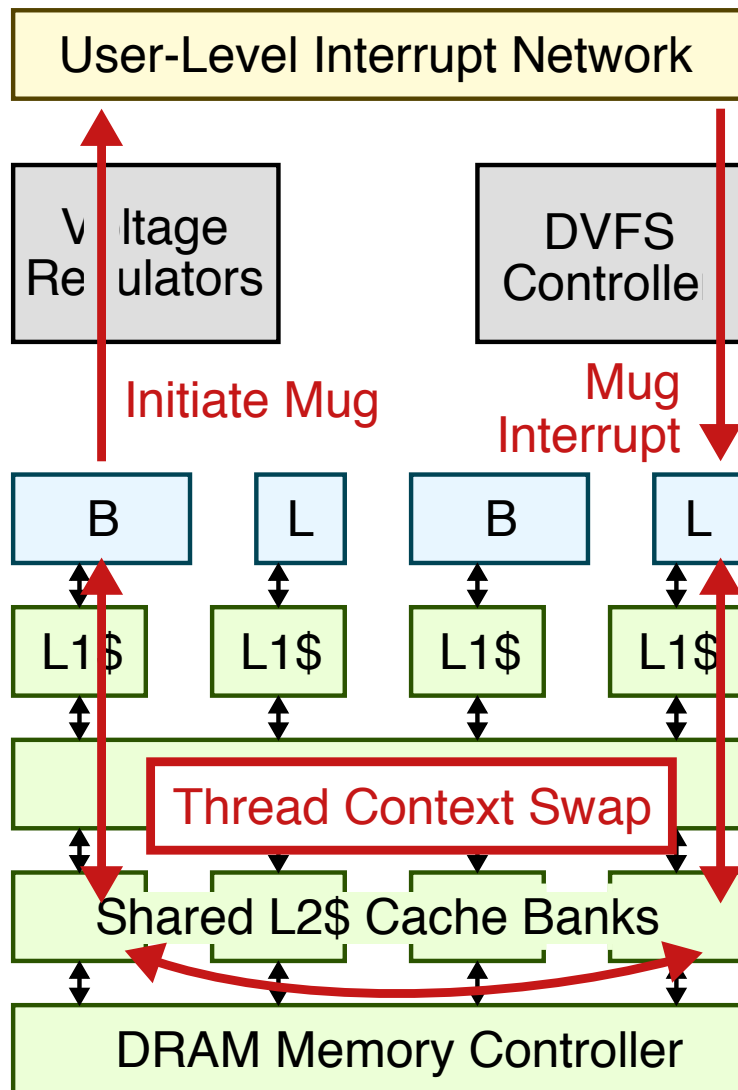 User-Level Interrupt Network
Voltage
Regulators
DVFS
Controller
Initiate Mug
Mug
Interrupt
B
L
B
L
L1$
L1$
L1$
L1$
Thread Context Swap
Shared L2$ Cache Banks
DRAM Memory Controller